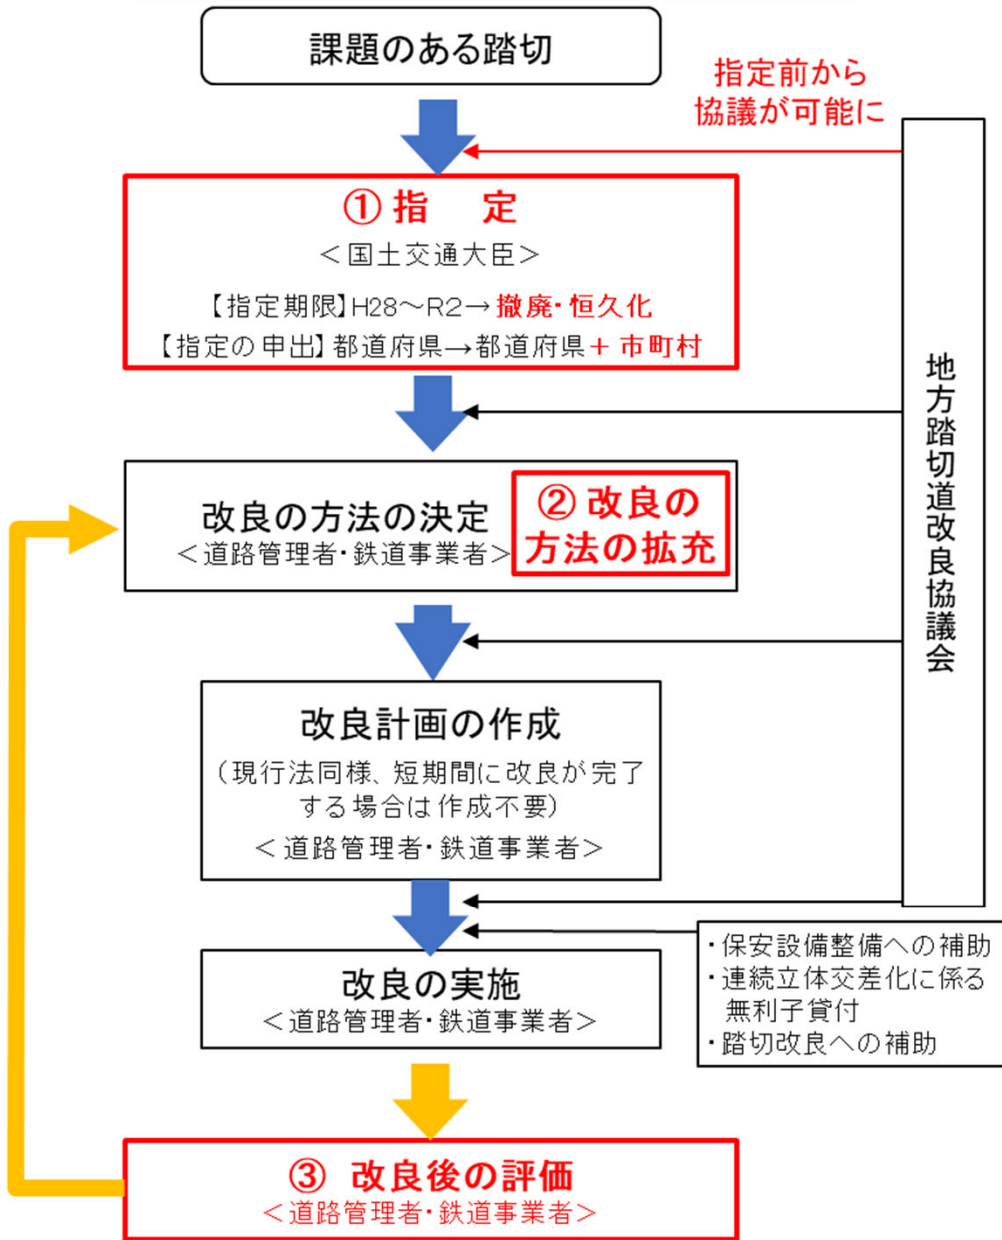 課題のある踏切
指定前から
協議が可能に
① 指 定
＜国土交通大臣＞
【指定期限】H28～R2→撤廃・恒久化
【指定の申出】都道府県→都道府県＋市町村
地方踏切道改良協議会
改良の方法の決定
＜道路管理者・鉄道事業者＞
② 改良の
方法の拡充
改良計画の作成
（現行法同様、短期間に改良が完了
する場合は作成不要）
＜道路管理者・鉄道事業者＞
改良の実施
＜道路管理者・鉄道事業者＞
・保安設備整備への補助
・連続立体交差化に係る
無利子貸付
・踏切改良への補助
③ 改良後の評価
＜道路管理者・鉄道事業者＞